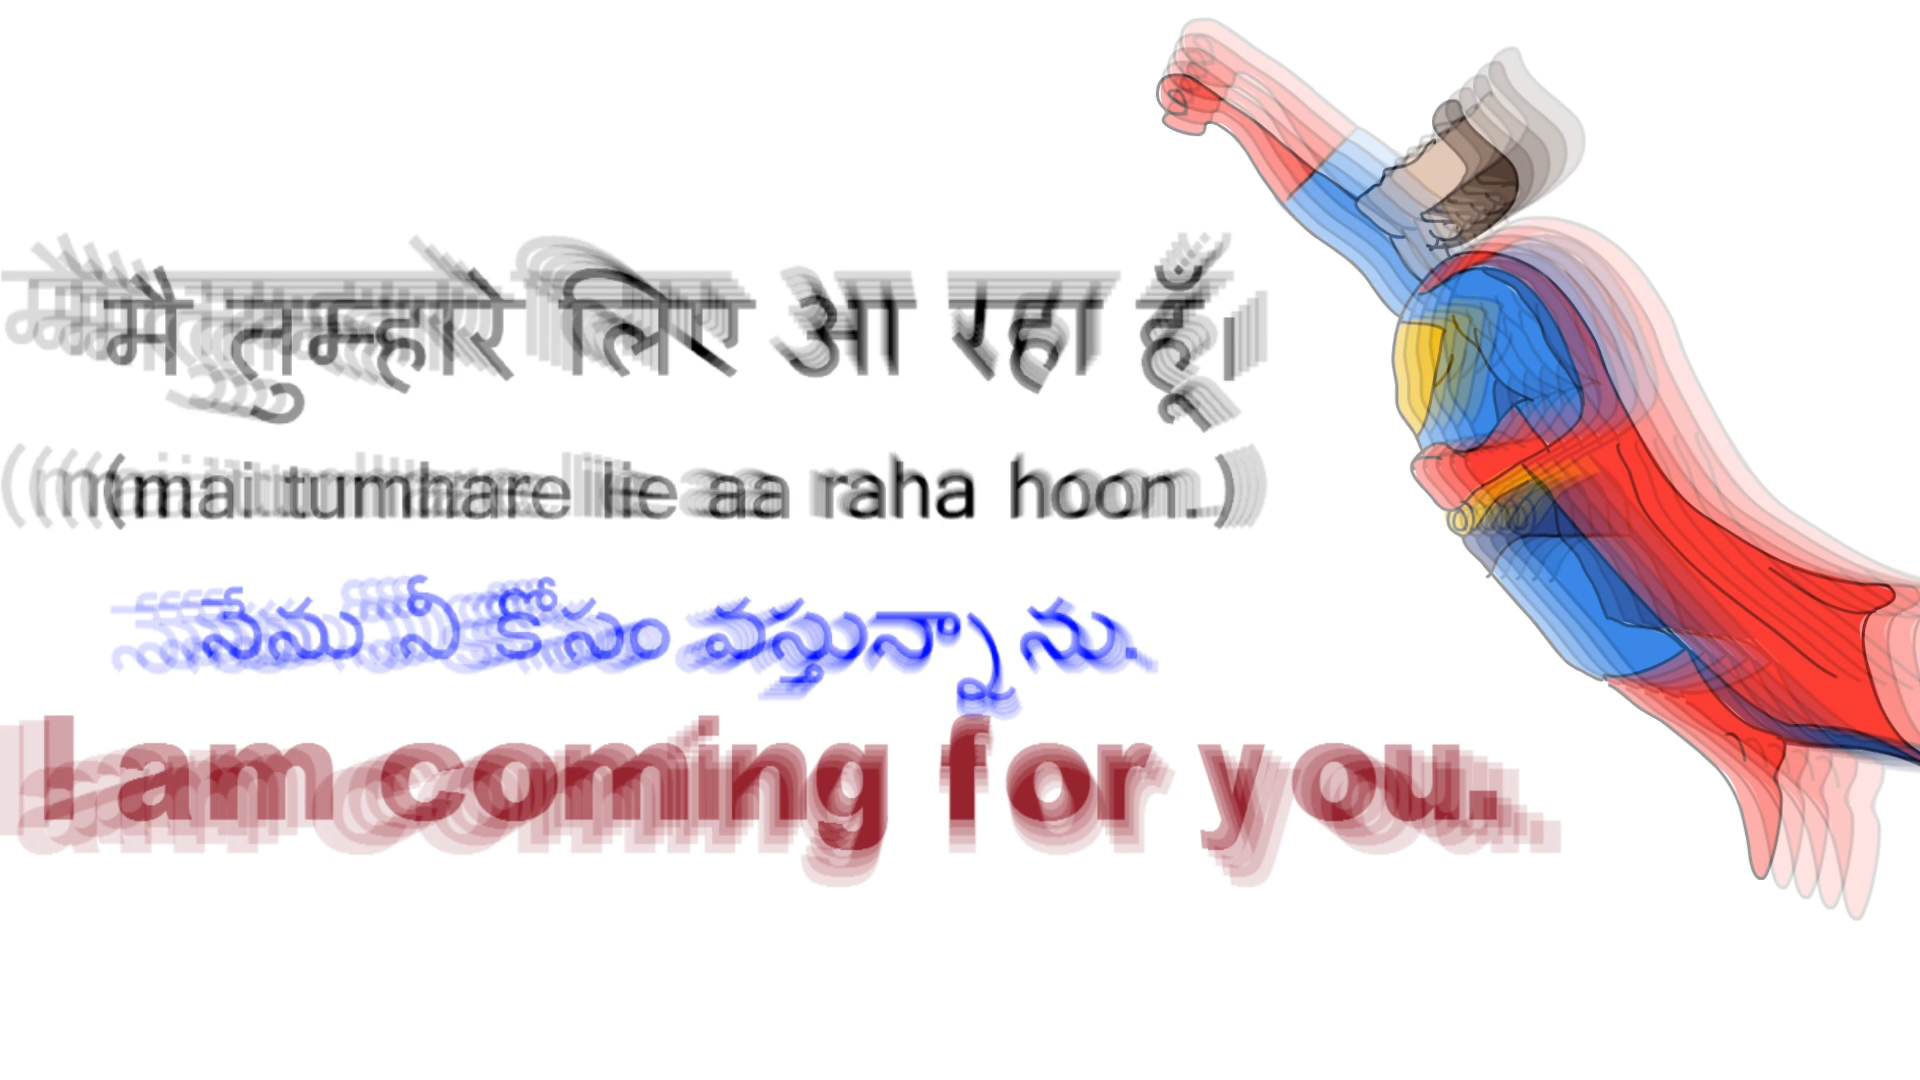 मै तुम्हारे लिए आ रहा हूँ।
(mai tumhare lie aa raha hoon.)
నేను నీ కోసం వస్తున్నాను.
I am coming for you.